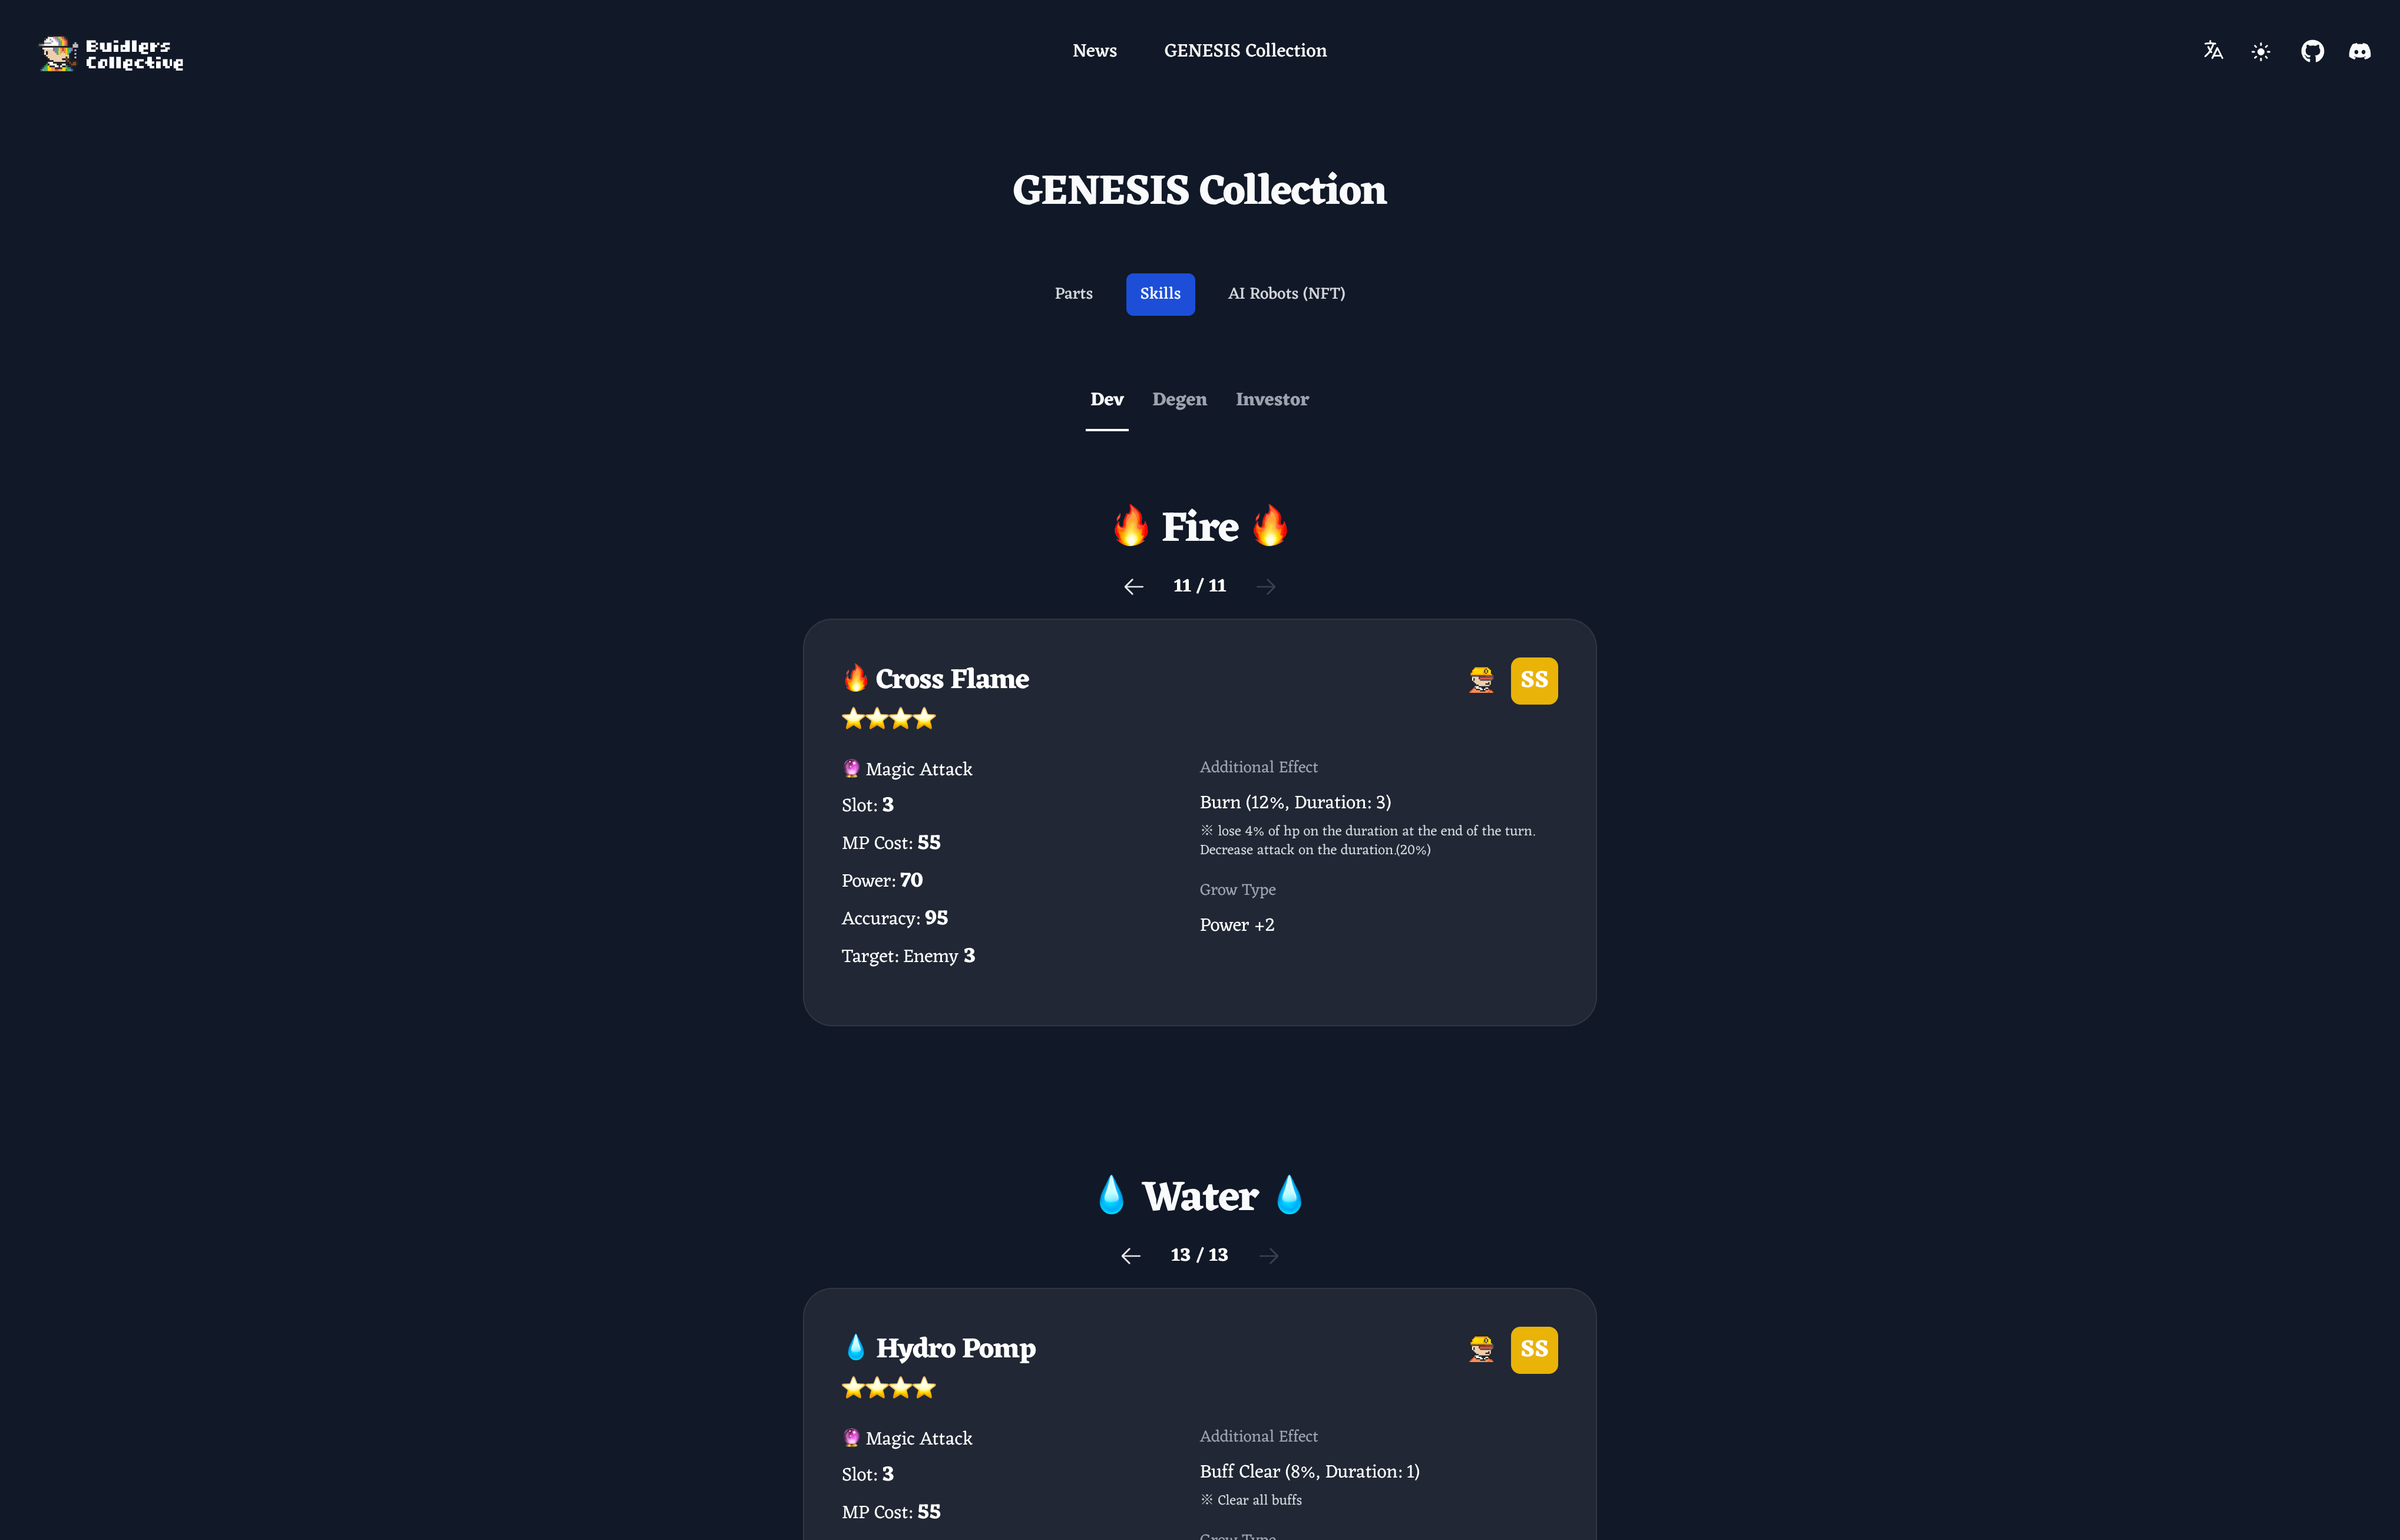 Buidlers
Collective
News
GENESIS Collection
GENESIS Collection
Parts
Skills
AI Robots (NFT)
Dev
Degen
Investor
🔥 Fire 🔥
11 / 11
🔥 Cross Flame
SS
⭐⭐⭐⭐
🔮 Magic Attack
Slot: 3
MP Cost: 55
Power: 70
Accuracy: 95
Target: Enemy 3
Additional Effect
Burn (12%, Duration: 3)
※ lose 4% of hp on the duration at the end of the turn.
Decrease attack on the duration.(20%)
Grow Type
Power +2
💧 Water 💧
13 / 13
💧 Hydro Pomp
SS
⭐⭐⭐⭐
🔮 Magic Attack
Slot: 3
MP Cost: 55
Additional Effect
Buff Clear (8%, Duration: 1)
※ Clear all buffs
Grow Type